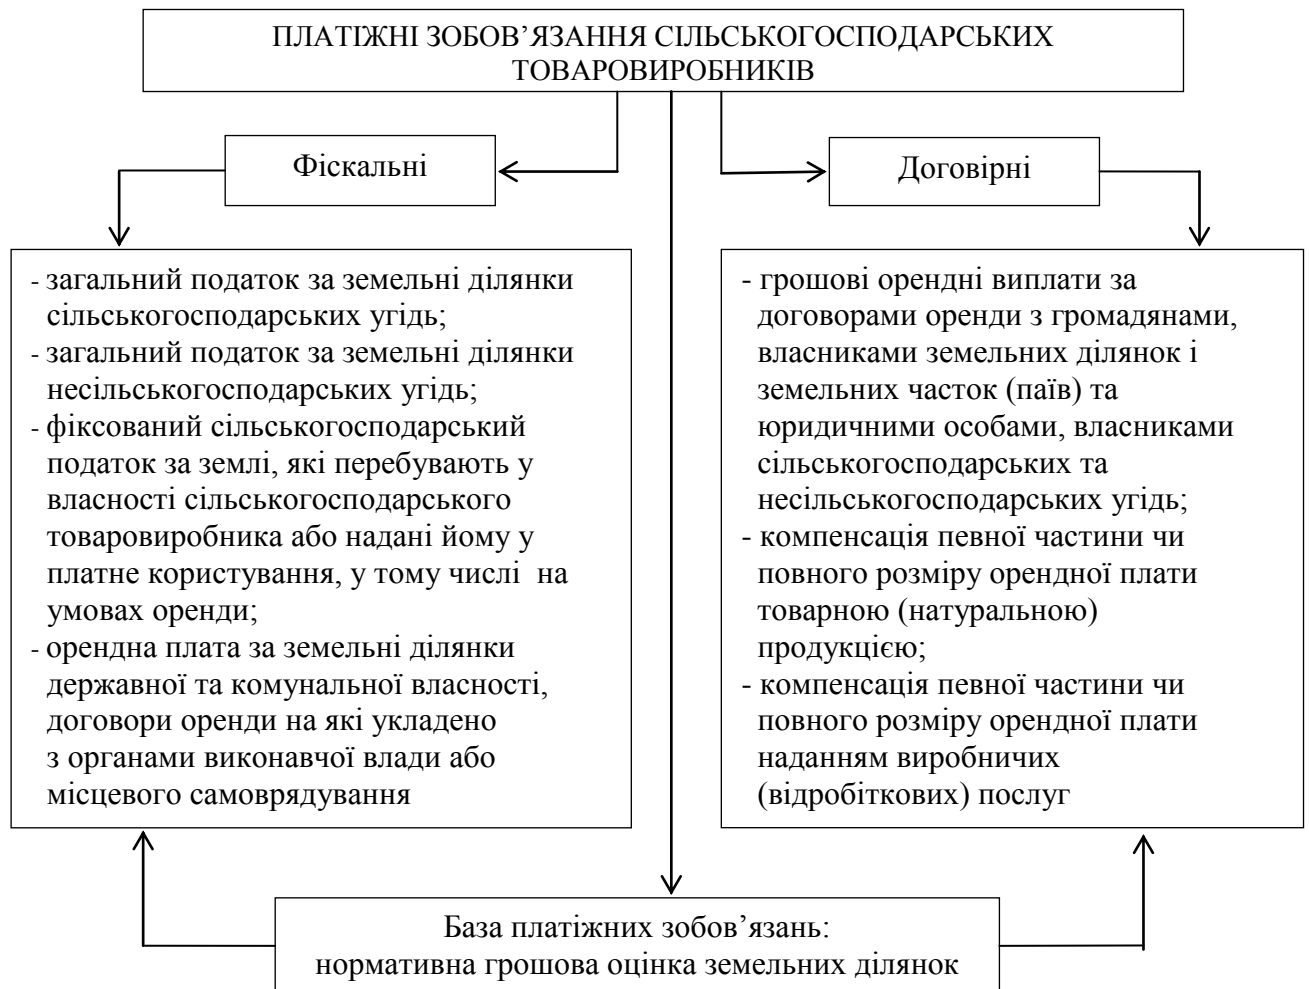 ПЛАТІЖНІ ЗОБОВ’ЯЗАННЯ СІЛЬСЬКОГОСПОДАРСЬКИХ
ТОВАРОВИРОБНИКІВ
Фіскальні
Договірні
- загальний податок за земельні ділянки
сільськогосподарських угідь;
- загальний податок за земельні ділянки
несільськогосподарських угідь;
- фіксований сільськогосподарський
податок за землі, які перебувають у
власності сільськогосподарського
товаровиробника або надані йому у
платне користування, у тому числі на
умовах оренди;
- орендна плата за земельні ділянки
державної та комунальної власності,
договори оренди на які укладено
з органами виконавчої влади або
місцевого самоврядування
- грошові орендні виплати за
договорами оренди з громадянами,
власниками земельних ділянок і
земельних часток (паїв) та
юридичними особами, власниками
сільськогосподарських та
несільськогосподарських угідь;
- компенсація певної частини чи
повного розміру орендної плати
товарною (натуральною)
продукцією;
- компенсація певної частини чи
повного розміру орендної плати
наданням виробничих
(відробіткових) послуг
База платіжних зобов’язань:
нормативна грошова оцінка земельних ділянок